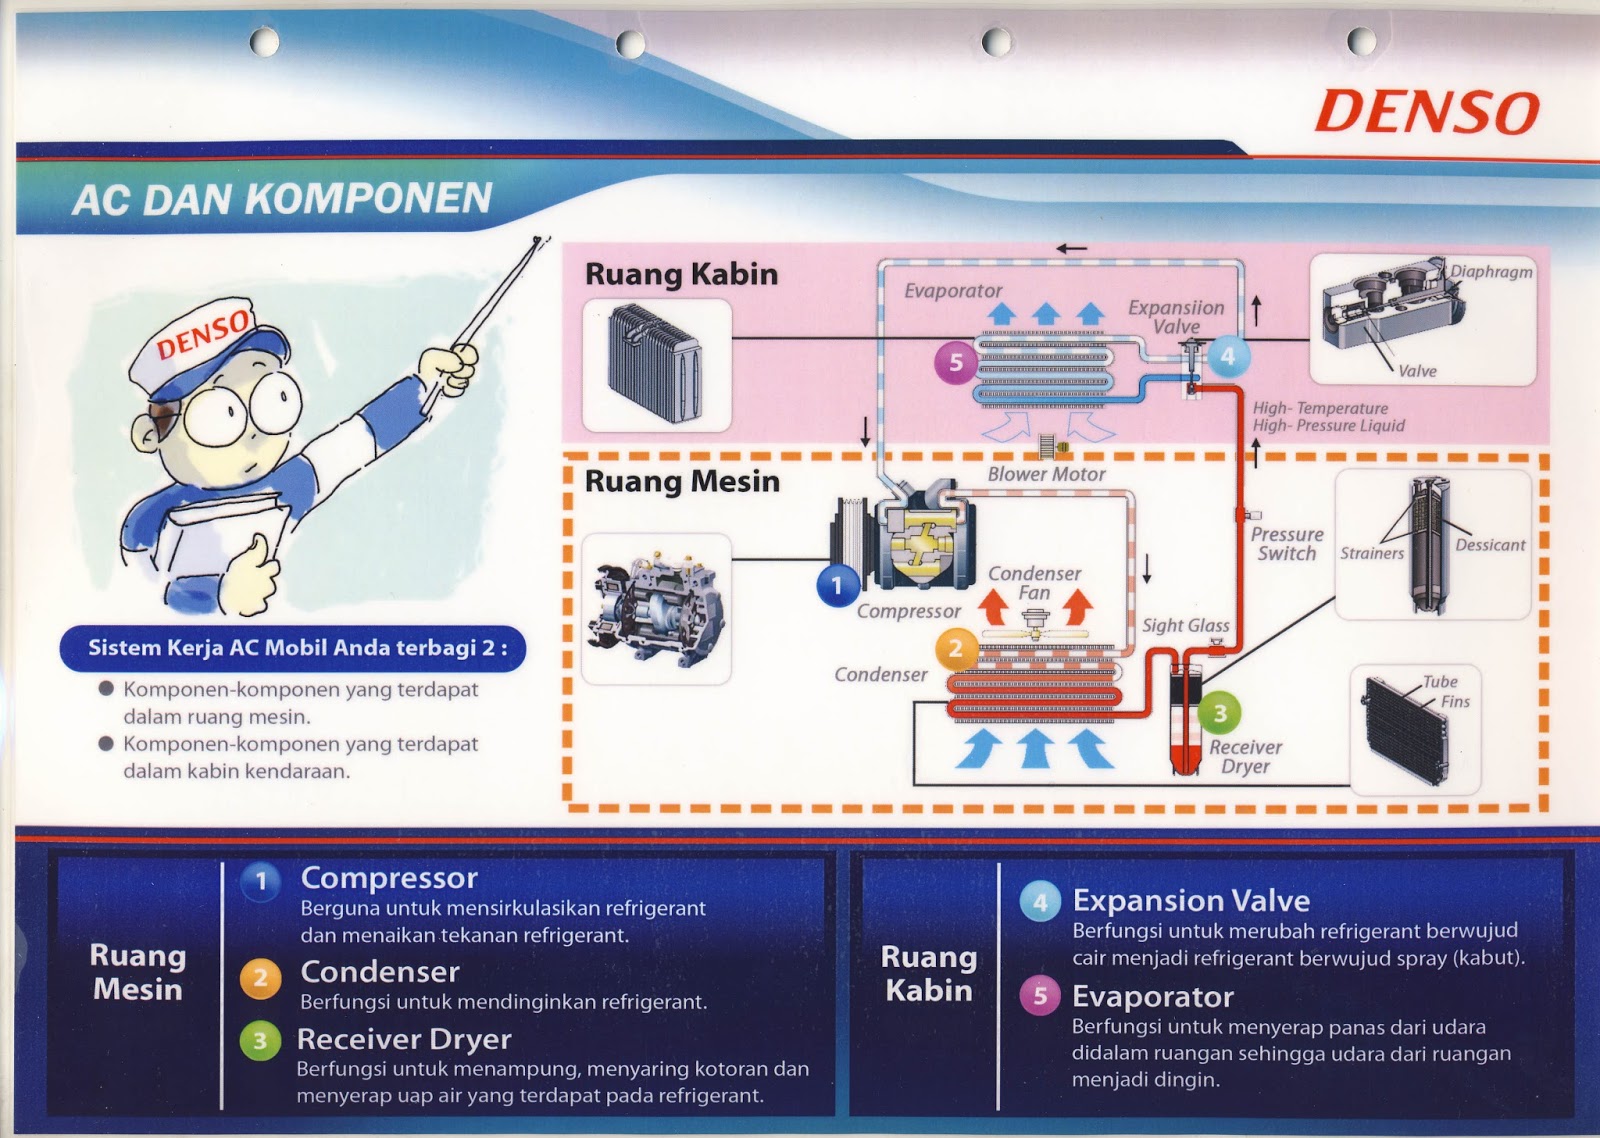 DENSO
AC DAN KOMPONEN
DENSO
Sistem Kerja AC Mobil Anda terbagi 2 :
Komponen-komponen yang terdapat
dalam ruang mesin.
Komponen-komponen yang terdapat
dalam kabin kendaraan.
Ruang Kabin
Evaporator
Expansiion
Valve
Diaphragm
Valve
5
4
High- Temperature
High- Pressure Liquid
Blower Motor
Ruang Mesin
1
Compressor
Condenser
Fan
Pressure
Switch
Strainers
Dessicant
Sight Glass
2
Condenser
3
Receiver
Dryer
Tube
Fins
Ruang
Mesin
1 Compressor
Berguna untuk mensirkulasikan refrigerant
dan menaikan tekanan refrigerant.
2 Condenser
Berfungsi untuk mendinginkan refrigerant.
3 Receiver Dryer
Berfungsi untuk menampung, menyaring kotoran dan
menyerap uap air yang terdapat pada refrigerant.
Ruang
Kabin
4 Expansion Valve
Berfungsi untuk merubah refrigerant berwujud
cair menjadi refrigerant berwujud spray (kabut).
5 Evaporator
Berfungsi untuk menyerap panas dari udara
didalam ruangan sehingga udara dari ruangan
menjadi dingin.